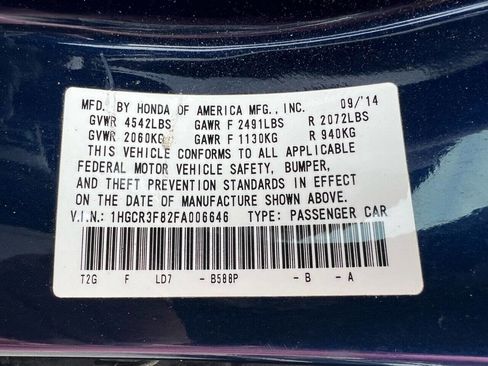 MFD. BY HONDA OF AMERICA MFG., INC. 09/'14
GVWR 4542LBS GAWR F 2491LBS R 2072LBS
GVWR 2060KG GAWR F 1130KG R 940KG
THIS VEHICLE CONFORMS TO ALL APPLICABLE
FEDERAL MOTOR VEHICLE SAFETY, BUMPER,
AND THEFT PREVENTION STANDARDS IN EFFECT
ON THE DATE OF MANUFACTURE SHOWN ABOVE.
V.I.N.: 1HGCR3F82FA006646 TYPE: PASSENGER CAR
T2G F LD7 - B588P - B - A